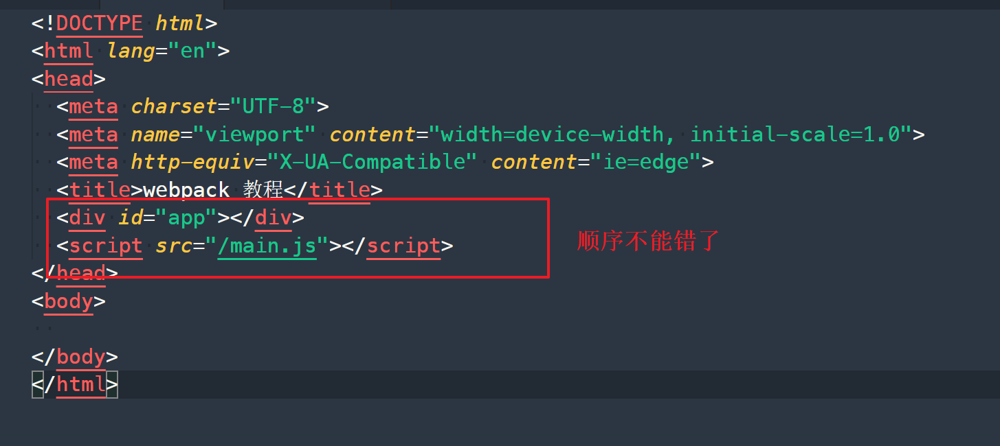 <!DOCTYPE html>
<html lang="en">
<head>
<meta charset="UTF-8">
<meta name="viewport" content="width=device-width, initial-scale=1.0">
<meta http-equiv="X-UA-Compatible" content="ie=edge">
<title>webpack 教程</title>
<div id="app"></div>
<script src="/main.js"></script>
顺序不能错了
</head>
<body>
</body>
</html>